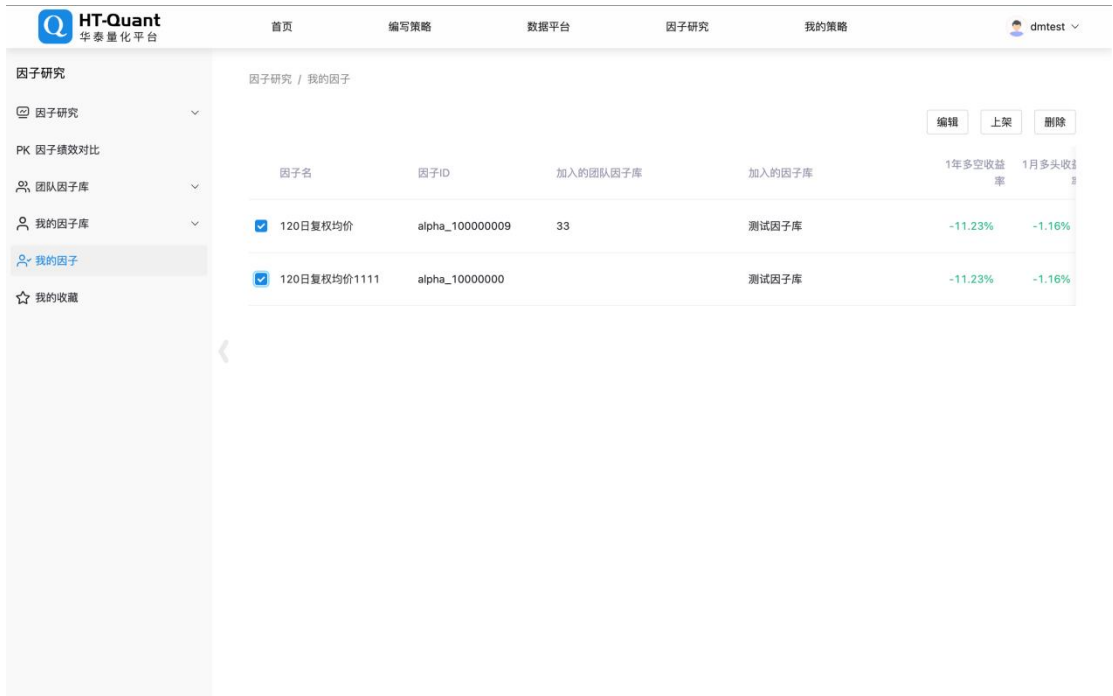 HT-Quant
华泰量化平台
首页 编写策略 数据平台 因子研究 我的策略 dmtest
因子研究
因子研究
PK 因子绩效对比
团队因子库
我的因子库
我的因子
我的收藏
因子研究 / 我的因子
编辑 上架 删除
因子名 因子ID 加入的团队因子库 加入的因子库 1年多空收益率 1月多头收益
120日复权均价 alpha_100000009 33 测试因子库 -11.23% -1.16%
120日复权均价1111 alpha_10000000 测试因子库 -11.23% -1.16%